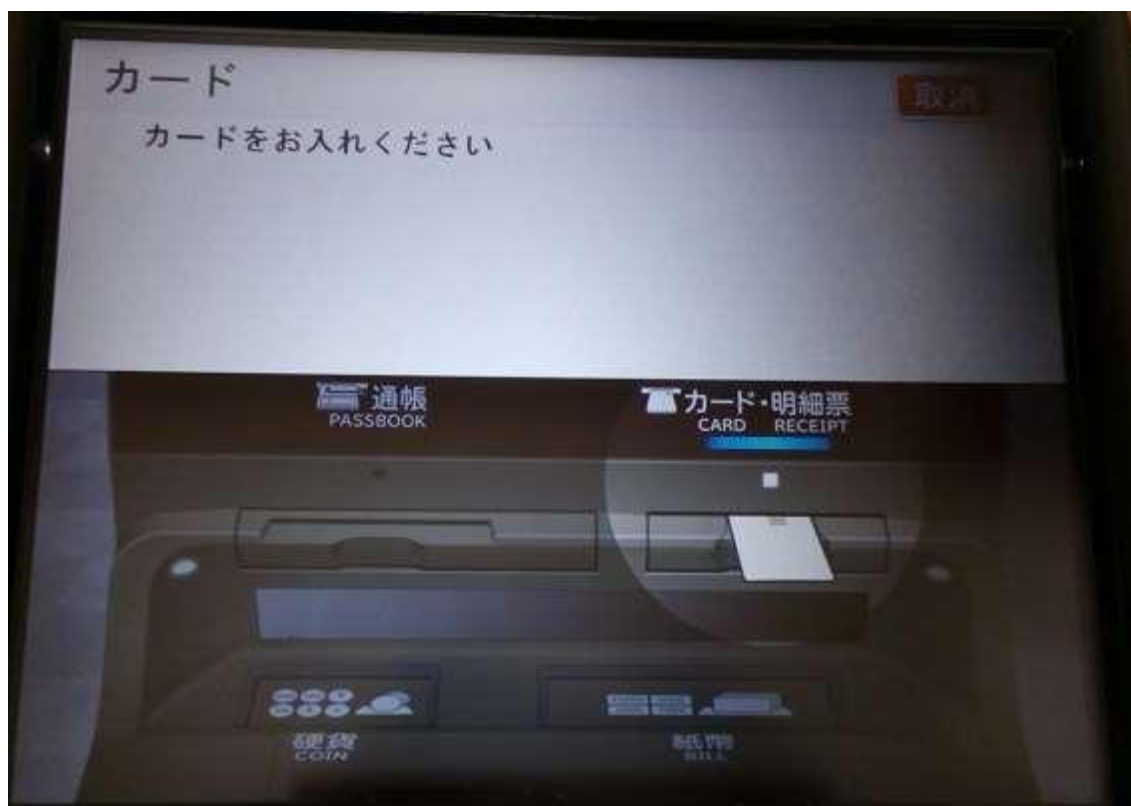 カード
取消
カードをお入れください
通帳
PASSBOOK
カード・明細票
CARD RECEIPT
硬貨
COIN
紙幣
BILL